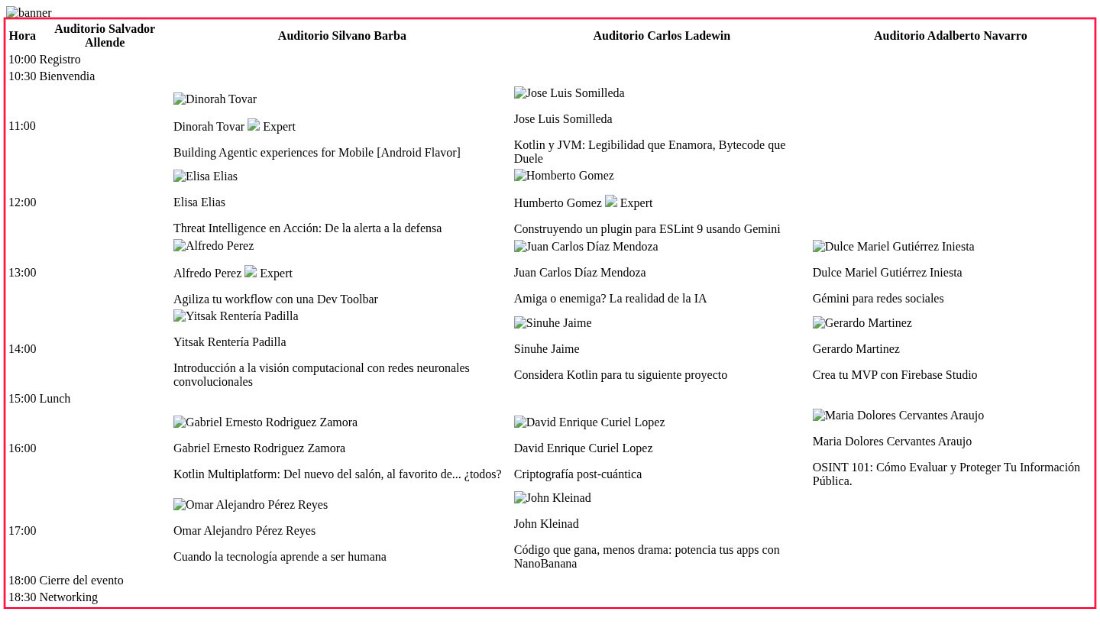 banner
Hora
Auditorio Salvador
Allende
Auditorio Silvano Barba
Auditorio Carlos Ladewin
Auditorio Adalberto Navarro
10:00 Registro
10:30 Bienvendia
11:00
Dinorah Tovar
Dinorah Tovar Expert
Building Agentic experiences for Mobile [Android Flavor]
Jose Luis Somilleda
Jose Luis Somilleda
Kotlin y JVM: Legibilidad que Enamora, Bytecode que
Duele
12:00
Elisa Elias
Elisa Elias
Threat Intelligence en Acción: De la alerta a la defensa
Homberto Gomez
Humberto Gomez Expert
Construyendo un plugin para ESLint 9 usando Gemini
13:00
Alfredo Perez
Alfredo Perez Expert
Agiliza tu workflow con una Dev Toolbar
Juan Carlos Díaz Mendoza
Juan Carlos Díaz Mendoza
Amiga o enemiga? La realidad de la IA
Dulce Mariel Gutiérrez Iniesta
Dulce Mariel Gutiérrez Iniesta
Gémini para redes sociales
14:00
Yitsak Rentería Padilla
Yitsak Rentería Padilla
Introducción a la visión computacional con redes neuronales
convolucionales
Sinuhe Jaime
Sinuhe Jaime
Considera Kotlin para tu siguiente proyecto
Gerardo Martinez
Gerardo Martinez
Crea tu MVP con Firebase Studio
15:00 Lunch
16:00
Gabriel Ernesto Rodriguez Zamora
Gabriel Ernesto Rodriguez Zamora
Kotlin Multiplatform: Del nuevo del salón, al favorito de... ¿todos?
David Enrique Curiel Lopez
David Enrique Curiel Lopez
Criptografía post-cuántica
Maria Dolores Cervantes Araujo
Maria Dolores Cervantes Araujo
OSINT 101: Cómo Evaluar y Proteger Tu Información
Pública.
17:00
Omar Alejandro Pérez Reyes
Omar Alejandro Pérez Reyes
Cuando la tecnología aprende a ser humana
John Kleinad
John Kleinad
Código que gana, menos drama: potencia tus apps con
NanoBanana
18:00 Cierre del evento
18:30 Networking